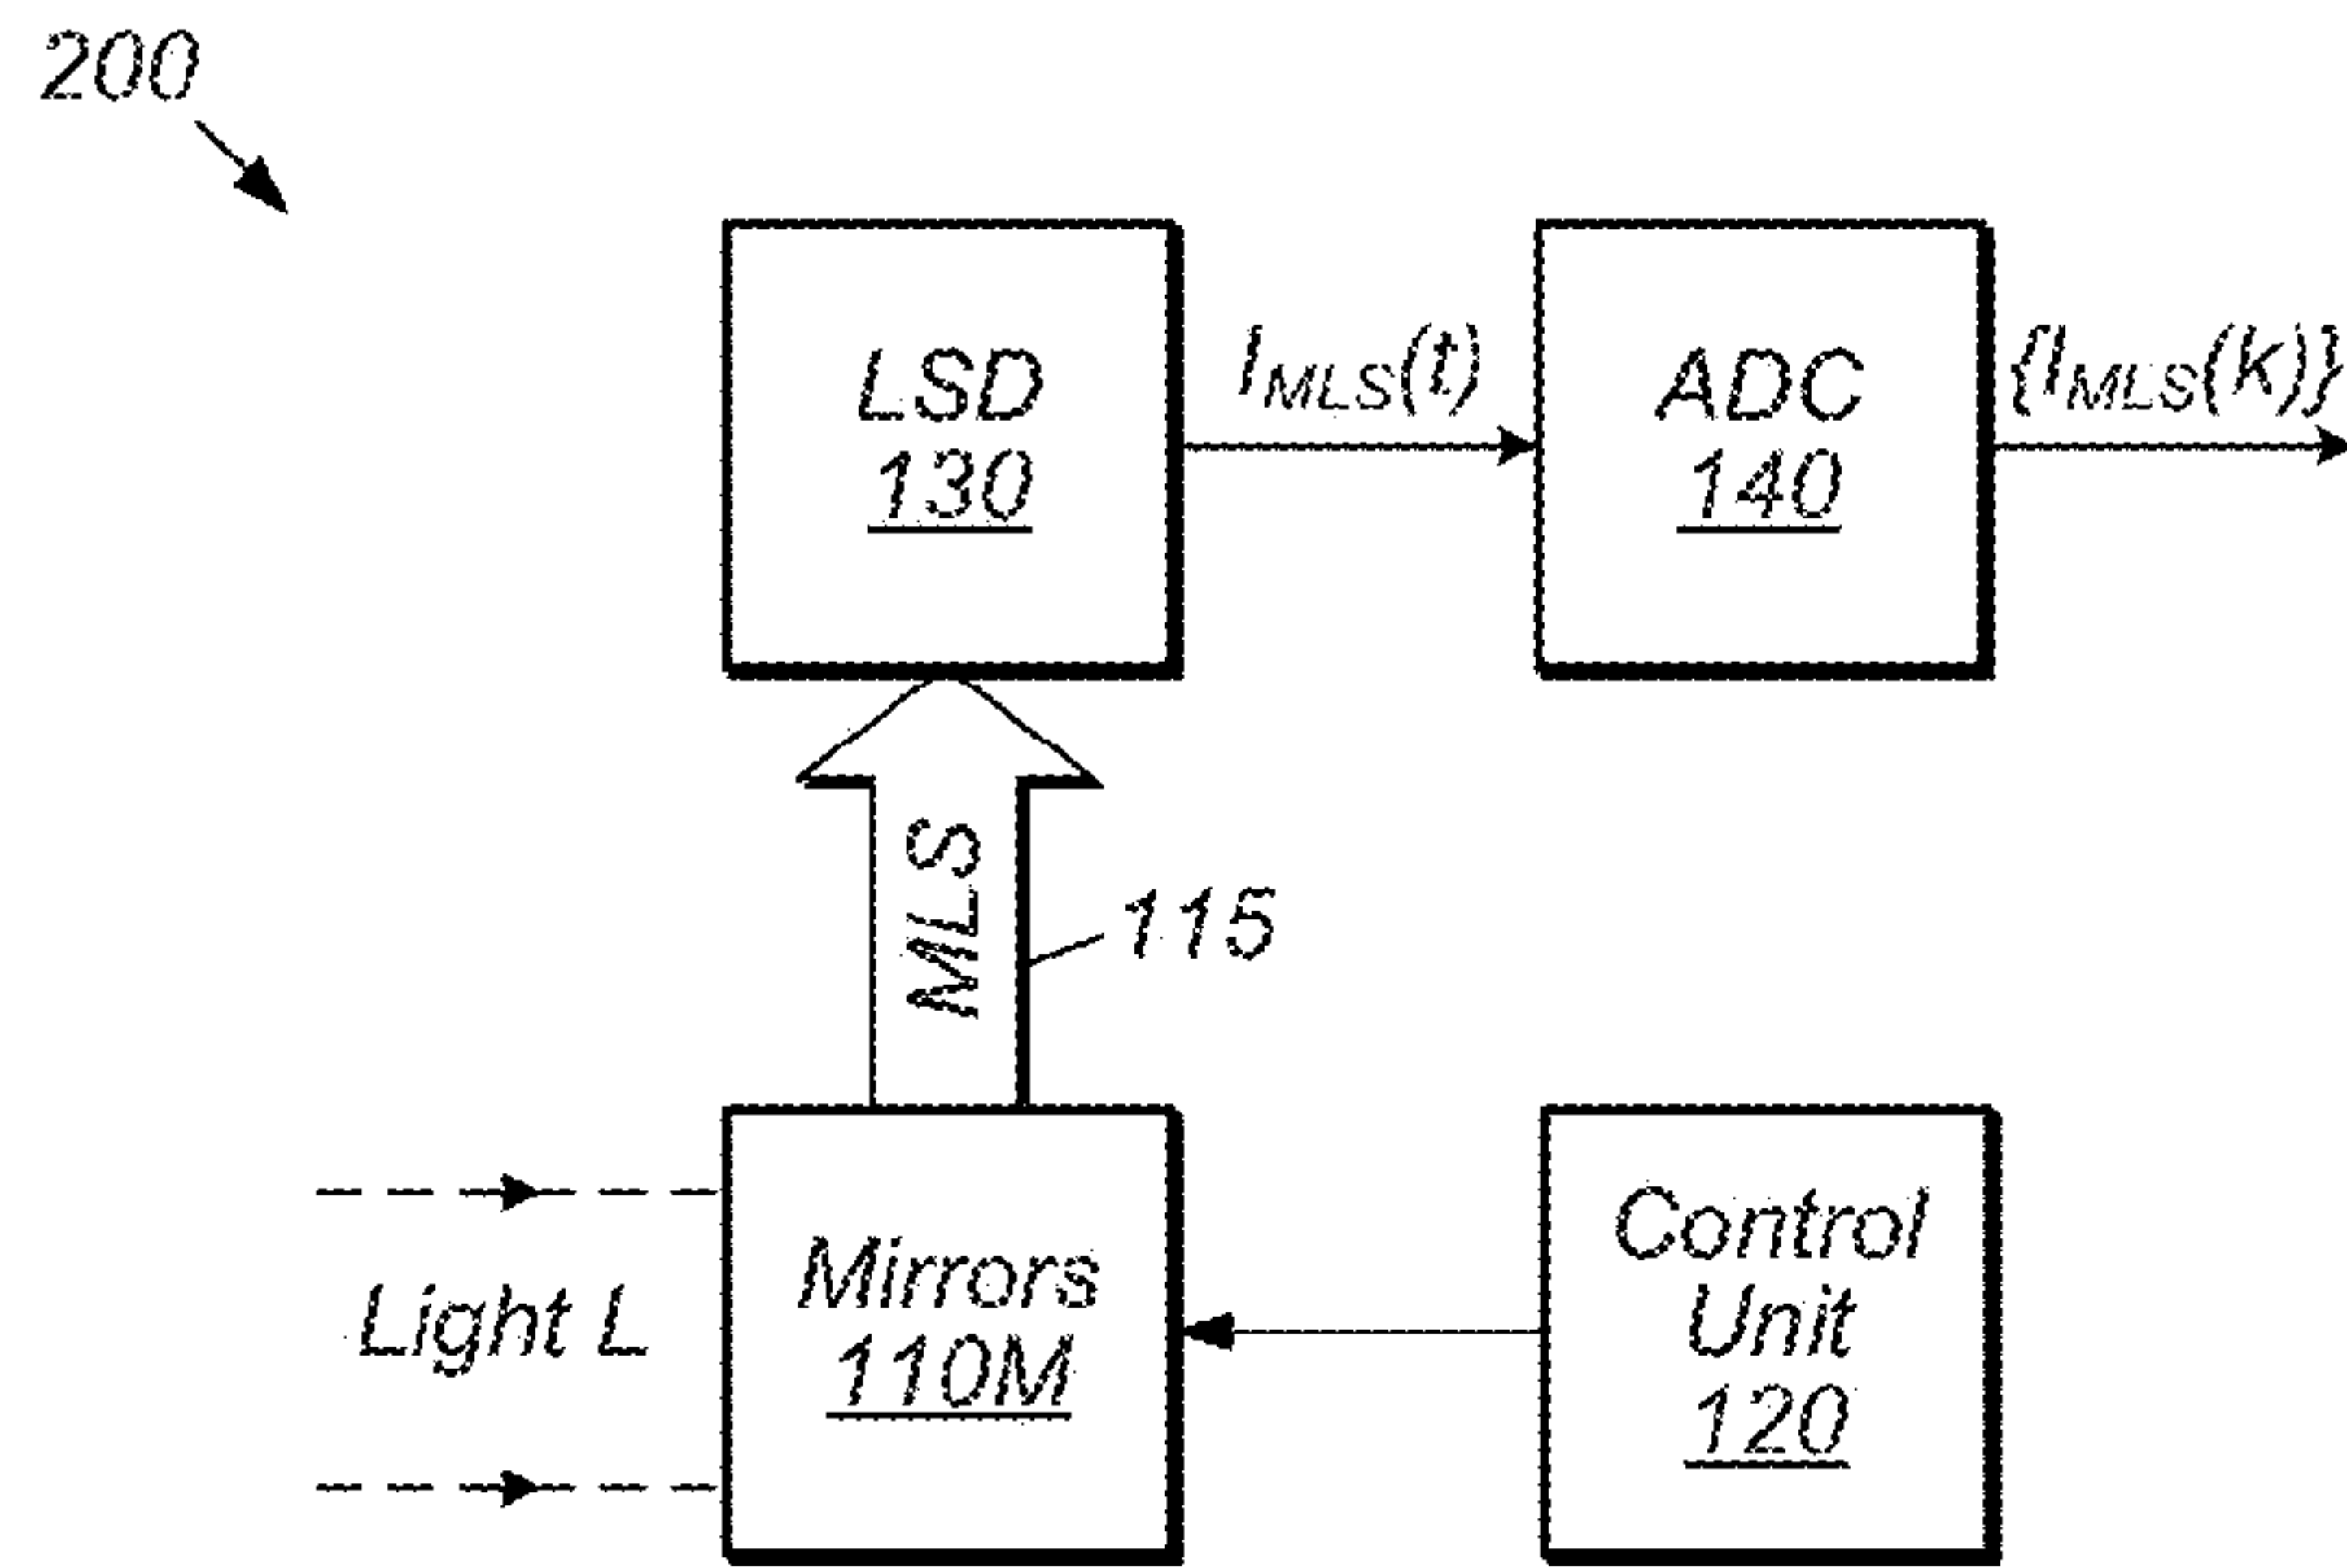 200
LSD
130
I_MLS(t)
ADC
140
{I_MLS(k)}
MLS
115
Light L
Mirrors
110M
Control
Unit
120